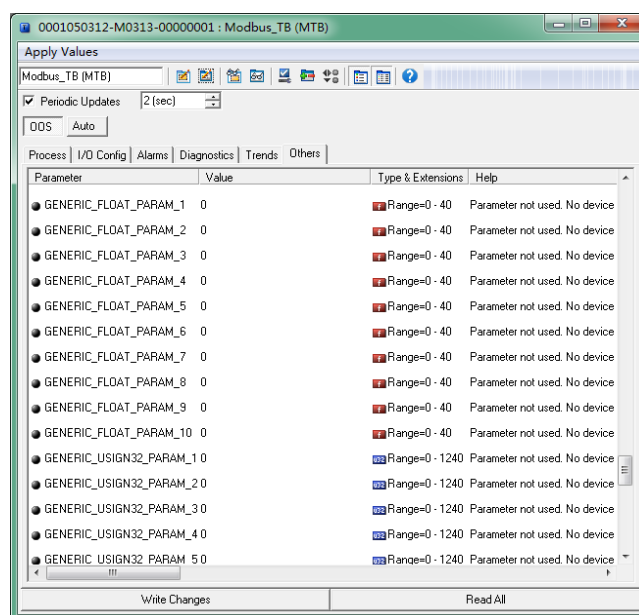 0001050312-M0313-00000001 : Modbus_TB (MTB)
Apply Values
Modbus_TB (MTB)
Periodic Updates 2 (sec)
OOS Auto
Process I/O Config Alarms Diagnostics Trends Others
Parameter Value Type & Extensions Help
GENERIC_FLOAT_PARAM_1 0 Range=0 - 40 Parameter not used. No device
GENERIC_FLOAT_PARAM_2 0 Range=0 - 40 Parameter not used. No device
GENERIC_FLOAT_PARAM_3 0 Range=0 - 40 Parameter not used. No device
GENERIC_FLOAT_PARAM_4 0 Range=0 - 40 Parameter not used. No device
GENERIC_FLOAT_PARAM_5 0 Range=0 - 40 Parameter not used. No device
GENERIC_FLOAT_PARAM_6 0 Range=0 - 40 Parameter not used. No device
GENERIC_FLOAT_PARAM_7 0 Range=0 - 40 Parameter not used. No device
GENERIC_FLOAT_PARAM_8 0 Range=0 - 40 Parameter not used. No device
GENERIC_FLOAT_PARAM_9 0 Range=0 - 40 Parameter not used. No device
GENERIC_FLOAT_PARAM_10 0 Range=0 - 40 Parameter not used. No device
GENERIC_USIGN32_PARAM_1 0 Range=0 - 1240 Parameter not used. No device
GENERIC_USIGN32_PARAM_2 0 Range=0 - 1240 Parameter not used. No device
GENERIC_USIGN32_PARAM_3 0 Range=0 - 1240 Parameter not used. No device
GENERIC_USIGN32_PARAM_4 0 Range=0 - 1240 Parameter not used. No device
GENERIC_USIGN32_PARAM_5 0 Range=0 - 1240 Parameter not used. No device
Write Changes Read All